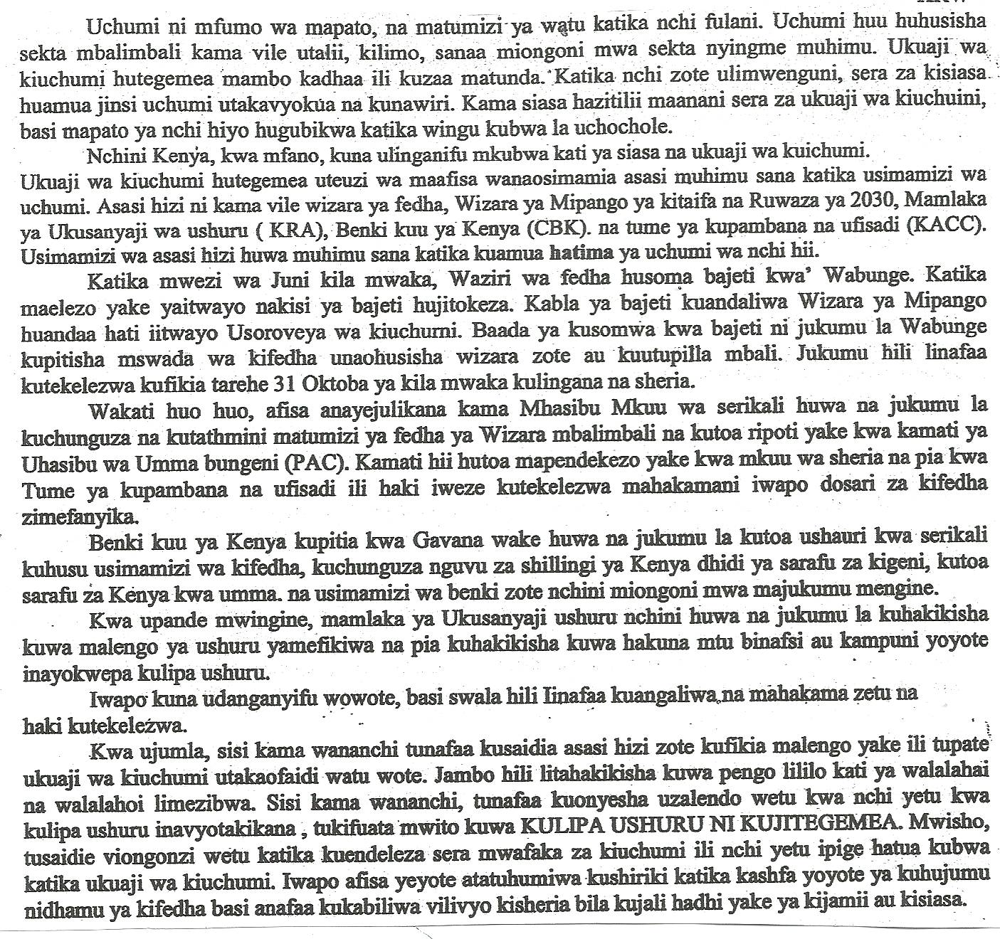 Uchumi ni mfumo wa mapato, na matumizi ya watu katika nchi fulani. Uchumi huu huhusisha
sekta mbalimbali kama vile utalii, kilimo, sanaa miongoni mwa sekta nyingme muhimu. Ukuaji wa
kiuchumi hutegemea mambo kadhaa ili kuzaa matunda. Katika nchi zote ulimwenguni, sera za kisiasa
huamua jinsi uchumi utakavyokua na kunawiri. Kama siasa hazitilii maanani sera za ukuaji wa kiuchuini,
basi mapato ya nchi hiyo hugubikwa katika wingu kubwa la uchochole.
Nchini Kenya, kwa mfano, kuna ulinganifu mkubwa kati ya siasa na ukuaji wa kuichumi.
Ukuaji wa kiuchumi hutegemea uteuzi wa maafisa wanaosimamia asasi muhimu sana katika usimamizi wa
uchumi. Asasi hizi ni kama vile wizara ya fedha, Wizara ya Mipango ya kitaifa na Ruwaza ya 2030, Mamlaka
ya Ukusanyaji wa ushuru ( KRA), Benki kuu ya Kenya (CBK). na tume ya kupambana na ufisadi (KACC).
Usimamizi wa asasi hizi huwa muhimu sana katika kuamua hatima ya uchumi wa nchi hii.
Katika mwezi wa Juni kila mwaka, Waziri wa fedha husoma bajeti kwa’ Wabunge. Katika
maelezo yake yaitwayo nakisi ya bajeti hujitokeza. Kabla ya bajeti kuandaliwa Wizara ya Mipango
huandaa hati iitwayo Usoroveya wa kiuchumi. Baada ya kusomwa kwa bajeti ni jukumu la Wabunge
kupitisha mswada wa kifedha unaohusisha wizara zote au kuutupilla mbali. Jukumu hili linafaa
kutekelezwa kufikia tarehe 31 Oktoba ya kila mwaka kulingana na sheria.
Wakati huo huo, afisa anayejulikana kama Mhasibu Mkuu wa serikali huwa na jukumu la
kuchunguza na kutathmini matumizi ya fedha ya Wizara mbalimbali na kutoa ripoti yake kwa kamati ya
Uhasibu wa Umma bungeni (PAC). Kamati hii hutoa mapendekezo yake kwa mkuu wa sheria na pia kwa
Tume ya kupambana na ufisadi ili haki iweze kutekelezwa mahakamani iwapo dosari za kifedha
zimefanyika.
Benki kuu ya Kenya kupitia kwa Gavana wake huwa na jukumu la kutoa ushauri kwa serikali
kuhusu usimamizi wa kifedha, kuchunguza nguvu za shillingi ya Kenya dhidi ya sarafu za kigeni, kutoa
sarafu za Kenya kwa umma. na usimamizi wa benki zote nchini miongoni mwa majukumu mengine.
Kwa upande mwingine, mamlaka ya Ukusanyaji ushuru nchini huwa na jukumu la kuhakikisha
kuwa malengo ya ushuru yamefikiwa na pia kuhakikisha kuwa hakuna mtu binafsi au kampuni yoyote
inayokwepa kulipa ushuru.
Iwapo kuna udanganyifu wowote, basi swala hili Iinafaa kuangaliwa na mahakama zetu na
haki kutekelezwa.
Kwa ujumla, sisi kama wananchi tunafaa kusaidia asasi hizi zote kufikia malengo yake ili tupate
ukuaji wa kiuchumi utakaofaidi watu wote. Jambo hili litahakikisha kuwa pengo lililo kati ya walalahai
na walalahoi limezibwa. Sisi kama wananchi, tunafaa kuonyesha uzalendo wetu kwa nchi yetu kwa
kulipa ushuru inavyotakikana , tukifuata mwito kuwa KULIPA USHURU NI KUJITEGEMEA. Mwisho,
tusaidie viongonzi wetu katika kuendeleza sera mwafaka za kiuchumi ili nchi yetu ipige hatua kubwa
katika ukuaji wa kiuchumi. Iwapo afisa yeyote atatuhumiwa kushiriki katika kashfa yoyote ya kuhujumu
nidhamu ya kifedha basi anafaa kukabiliwa vilivyo kisheria bila kujali hadhi yake ya kijamii au kisiasa.